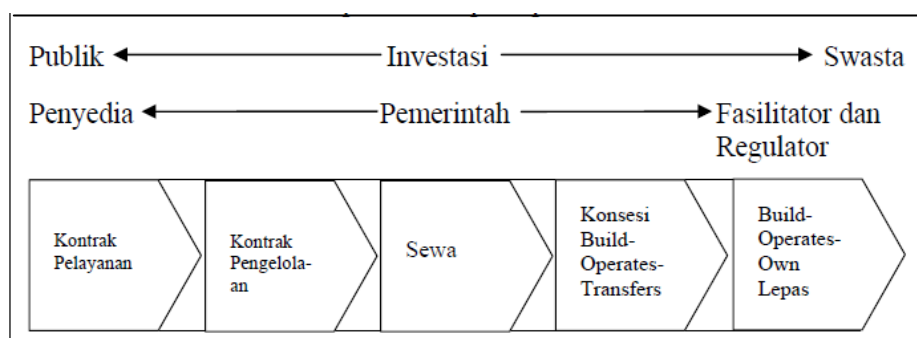 Publik Investasi Swasta
Penyedia Pemerintah Fasilitator dan
Regulator
Kontrak
Pelayanan
Kontrak
Pengelola-
an
Sewa
Konsesi
Build-
Operates-
Transfers
Build-
Operates-
Own
Lepas